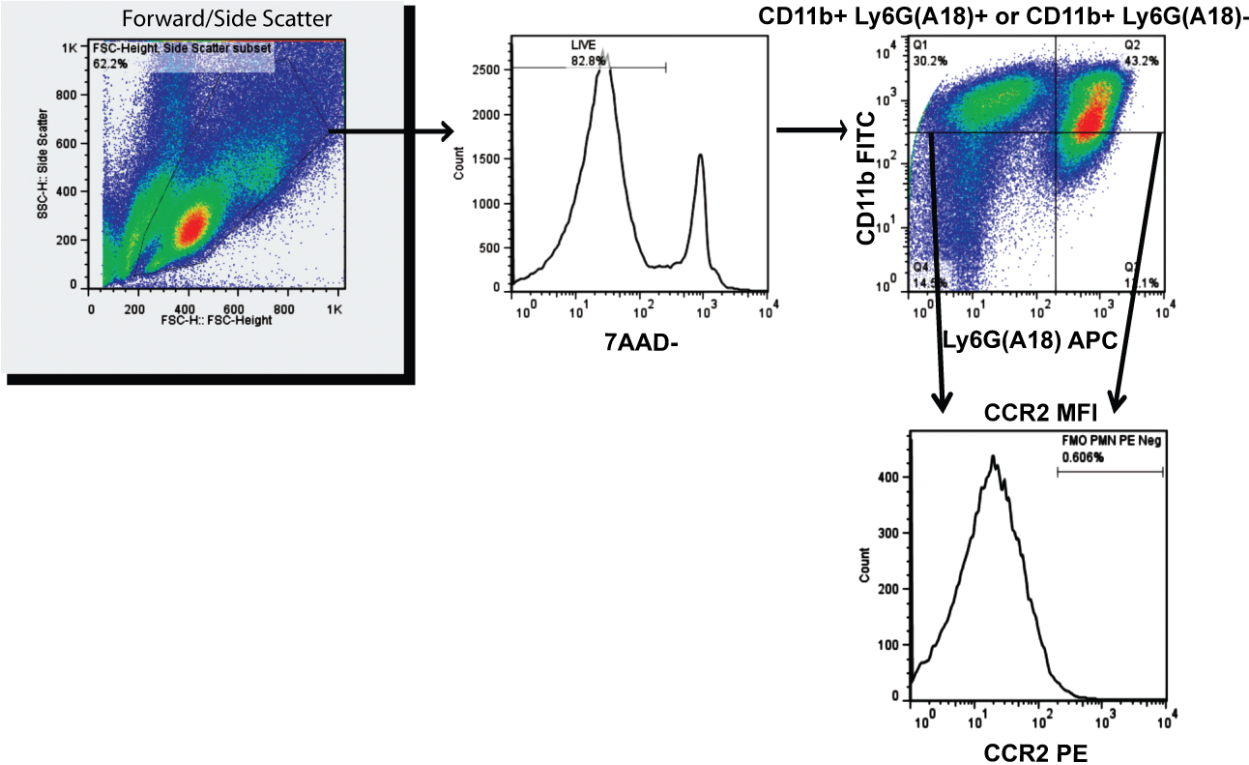 Forward/Side Scatter
FSC-Height, Side Scatter subset
62.2%
1K
800
600
400
200
0
SSC-H:: Side Scatter
0 200 400 600 800 1K
FSC-H:: FSC-Height
LIVE
82.8%
2500
2000
1500
1000
500
0
Count
10^0 10^1 10^2 10^3 10^4
7AAD-
CD11b+ Ly6G(A18)+ or CD11b+ Ly6G(A18)-
Q1
30.2%
Q2
43.2%
Q4
10^4
10^3
10^2
10^1
10^0
CD11b FITC
10^0 10^1 10^2 10^3 10^4
Ly6G(A18) APC
CCR2 MFI
FMO PMN PE Neg
0.606%
400
300
200
100
0
Count
10^0 10^1 10^2 10^3 10^4
CCR2 PE